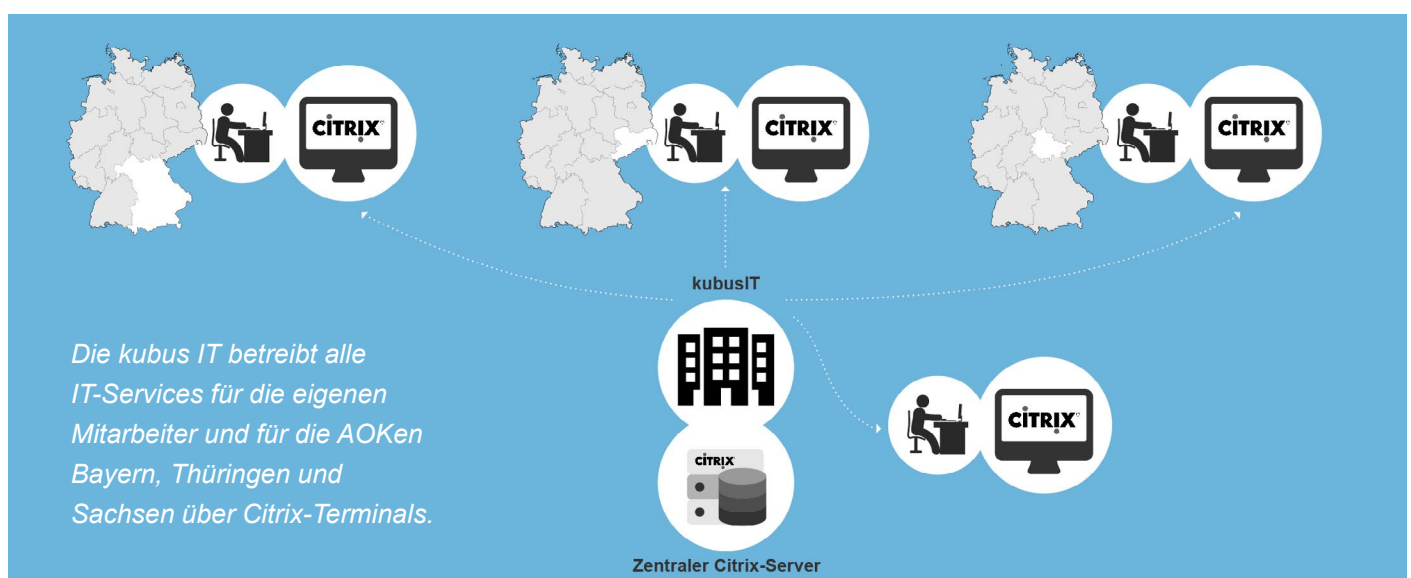 CITRIX
CITRIX
CITRIX
kubusIT
Die kubus IT betreibt alle
IT-Services für die eigenen
Mitarbeiter und für die AOKen
Bayern, Thüringen und
Sachsen über Citrix-Terminals.
CITRIX
CITRIX
Zentraler Citrix-Server